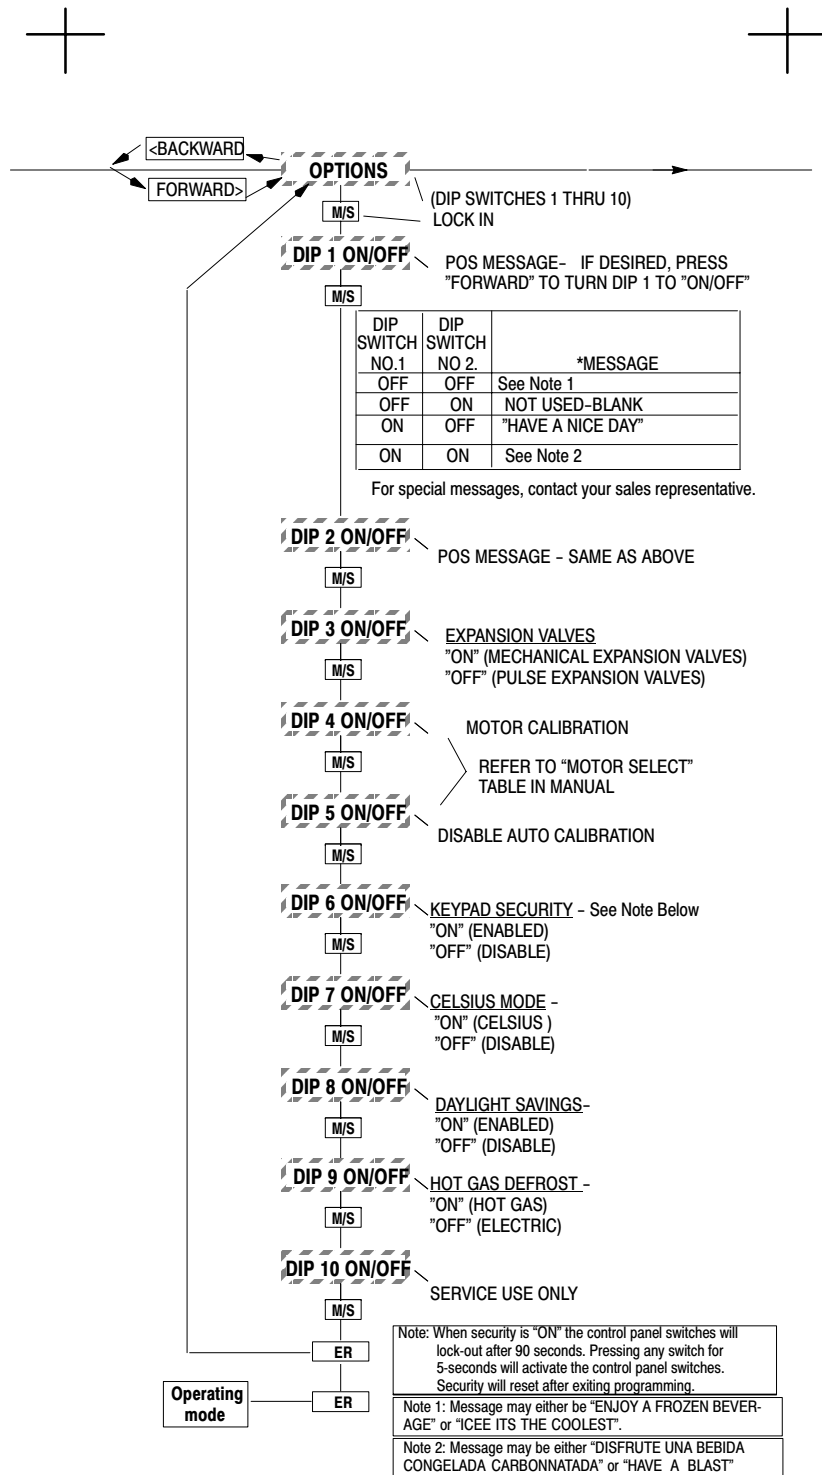 <BACKWARD
OPTIONS
FORWARD>
(DIP SWITCHES 1 THRU 10)
M/S
LOCK IN
DIP 1 ON/OFF
POS MESSAGE- IF DESIRED, PRESS
"FORWARD" TO TURN DIP 1 TO "ON/OFF"
M/S
DIP SWITCH NO.1 DIP SWITCH NO 2. *MESSAGE
OFF OFF See Note 1
OFF ON NOT USED-BLANK
ON OFF "HAVE A NICE DAY"
ON ON See Note 2
For special messages, contact your sales representative.
DIP 2 ON/OFF
POS MESSAGE - SAME AS ABOVE
M/S
DIP 3 ON/OFF
EXPANSION VALVES
"ON" (MECHANICAL EXPANSION VALVES)
"OFF" (PULSE EXPANSION VALVES)
M/S
DIP 4 ON/OFF
MOTOR CALIBRATION
M/S
REFER TO “MOTOR SELECT”
TABLE IN MANUAL
DIP 5 ON/OFF
DISABLE AUTO CALIBRATION
M/S
DIP 6 ON/OFF
KEYPAD SECURITY - See Note Below
"ON" (ENABLED)
"OFF" (DISABLE)
M/S
DIP 7 ON/OFF
CELSIUS MODE -
"ON" (CELSIUS )
"OFF" (DISABLE)
M/S
DIP 8 ON/OFF
DAYLIGHT SAVINGS-
"ON" (ENABLED)
"OFF" (DISABLE)
M/S
DIP 9 ON/OFF
HOT GAS DEFROST -
"ON" (HOT GAS)
"OFF" (ELECTRIC)
M/S
DIP 10 ON/OFF
SERVICE USE ONLY
M/S
ER
Note: When security is “ON” the control panel switches will
lock-out after 90 seconds. Pressing any switch for
5-seconds will activate the control panel switches.
Security will reset after exiting programming.
Operating
mode
ER
Note 1: Message may either be “ENJOY A FROZEN BEVER-
AGE” or “ICEE ITS THE COOLEST”.
Note 2: Message may be either “DISFRUTE UNA BEBIDA
CONGELADA CARBONNATADA” or “HAVE A BLAST”